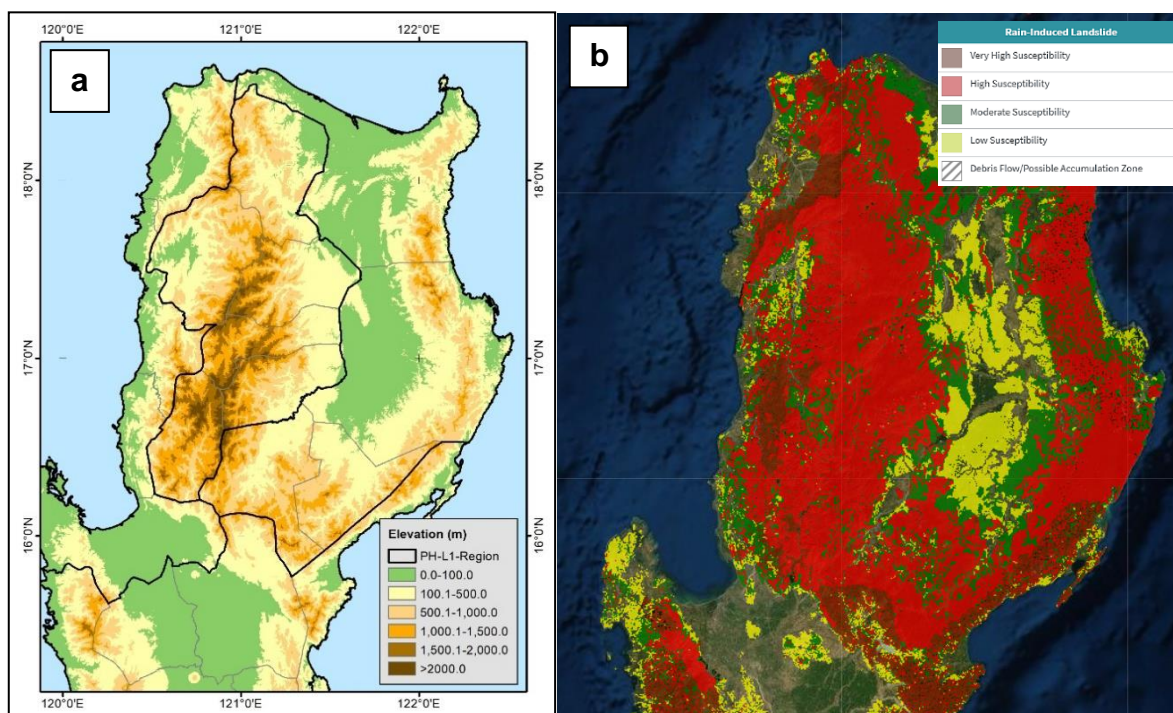 120°0'E 121°0'E 122°0'E
a
18°0'N
17°0'N
16°0'N
18°0'N
17°0'N
16°0'N
Elevation (m)
PH-L1-Region
0.0-100.0
100.1-500.0
500.1-1,000.0
1,000.1-1,500.0
1,500.1-2,000.0
>2000.0
120°0'E 121°0'E 122°0'E
b
Rain-Induced Landslide
Very High Susceptibility
High Susceptibility
Moderate Susceptibility
Low Susceptibility
Debris Flow/Possible Accumulation Zone